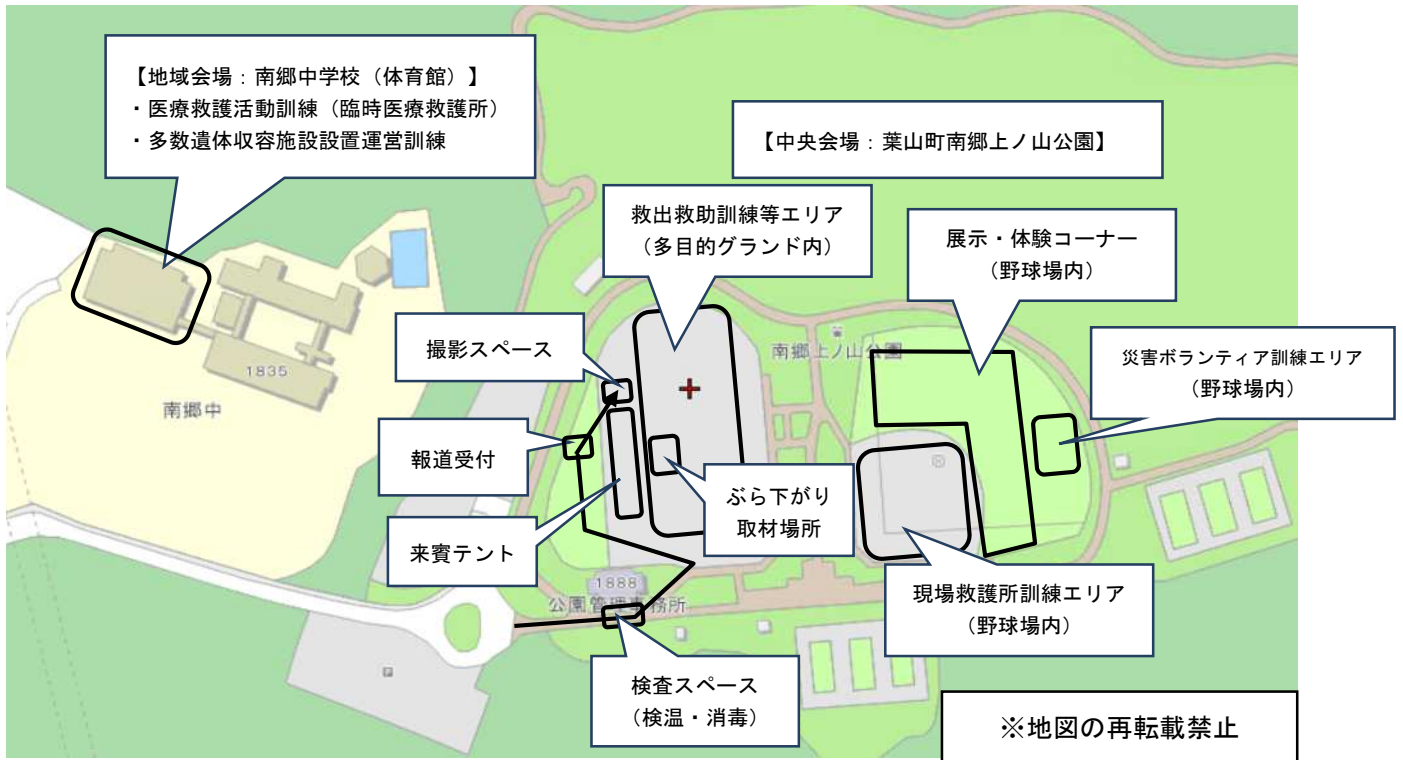 【地域会場：南郷中学校（体育館）】
・医療救護活動訓練（臨時医療救護所）
・多数遺体収容施設設置運営訓練
【中央会場：葉山町南郷上ノ山公園】
救出救助訓練等エリア
（多目的グランド内）
展示・体験コーナー
（野球場内）
撮影スペース
南郷上ノ山公園
災害ボランティア訓練エリア
（野球場内）
1835
南郷中
報道受付
ぶら下がり
取材場所
来賓テント
1888
公園管理事務所
現場救護所訓練エリア
（野球場内）
検査スペース
（検温・消毒）
P
※地図の再転載禁止